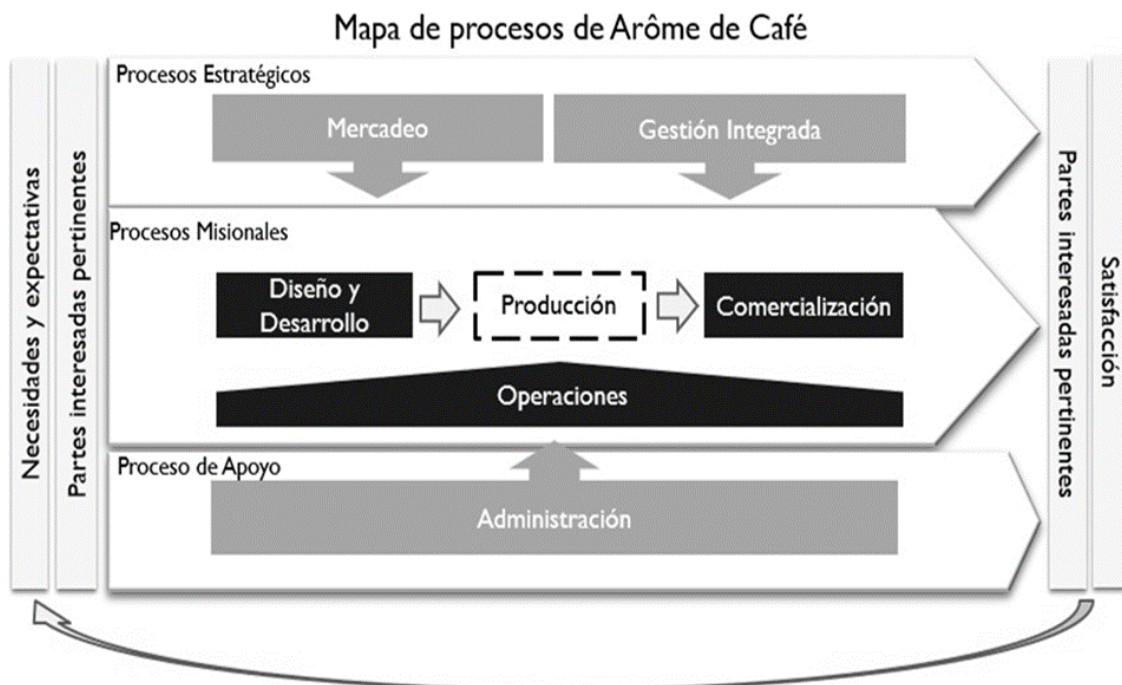 Mapa de procesos de Arôme de Café
Necesidades y expectativas
Partes interesadas pertinentes
Procesos Estratégicos
Mercadeo
Gestión Integrada
Procesos Misionales
Diseño y
Desarrollo
Producción
Comercialización
Operaciones
Proceso de Apoyo
Administración
Partes interesadas pertinentes
Satisfacción